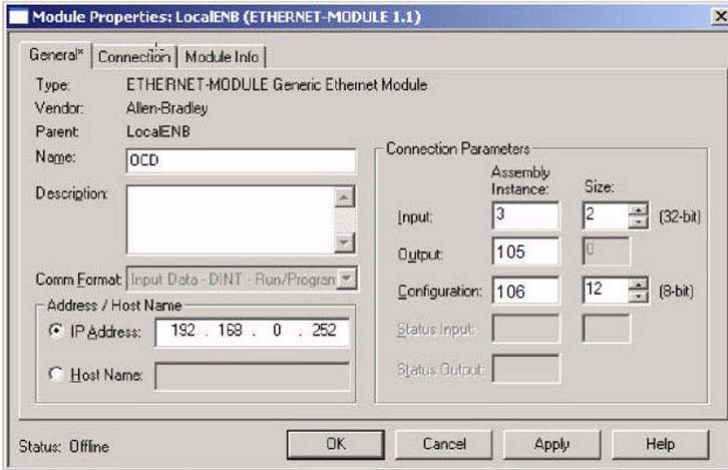 Module Properties: LocalENB (ETHERNET-MODULE 1.1)
General* Connection Module Info
Type: ETHERNET-MODULE Generic Ethernet Module
Vendor: Allen-Bradley
Parent: LocalENB
Name: OCD
Description:
Comm Format: Input Data - DINT - Run/Program
Address / Host Name
IP Address: 192 . 168 . 0 . 252
Host Name:
Connection Parameters
Assembly Instance: Size:
Input: 3 2 (32-bit)
Output: 105 0
Configuration: 106 12 (8-bit)
Status Input:
Status Output:
Status: Offline
OK Cancel Apply Help